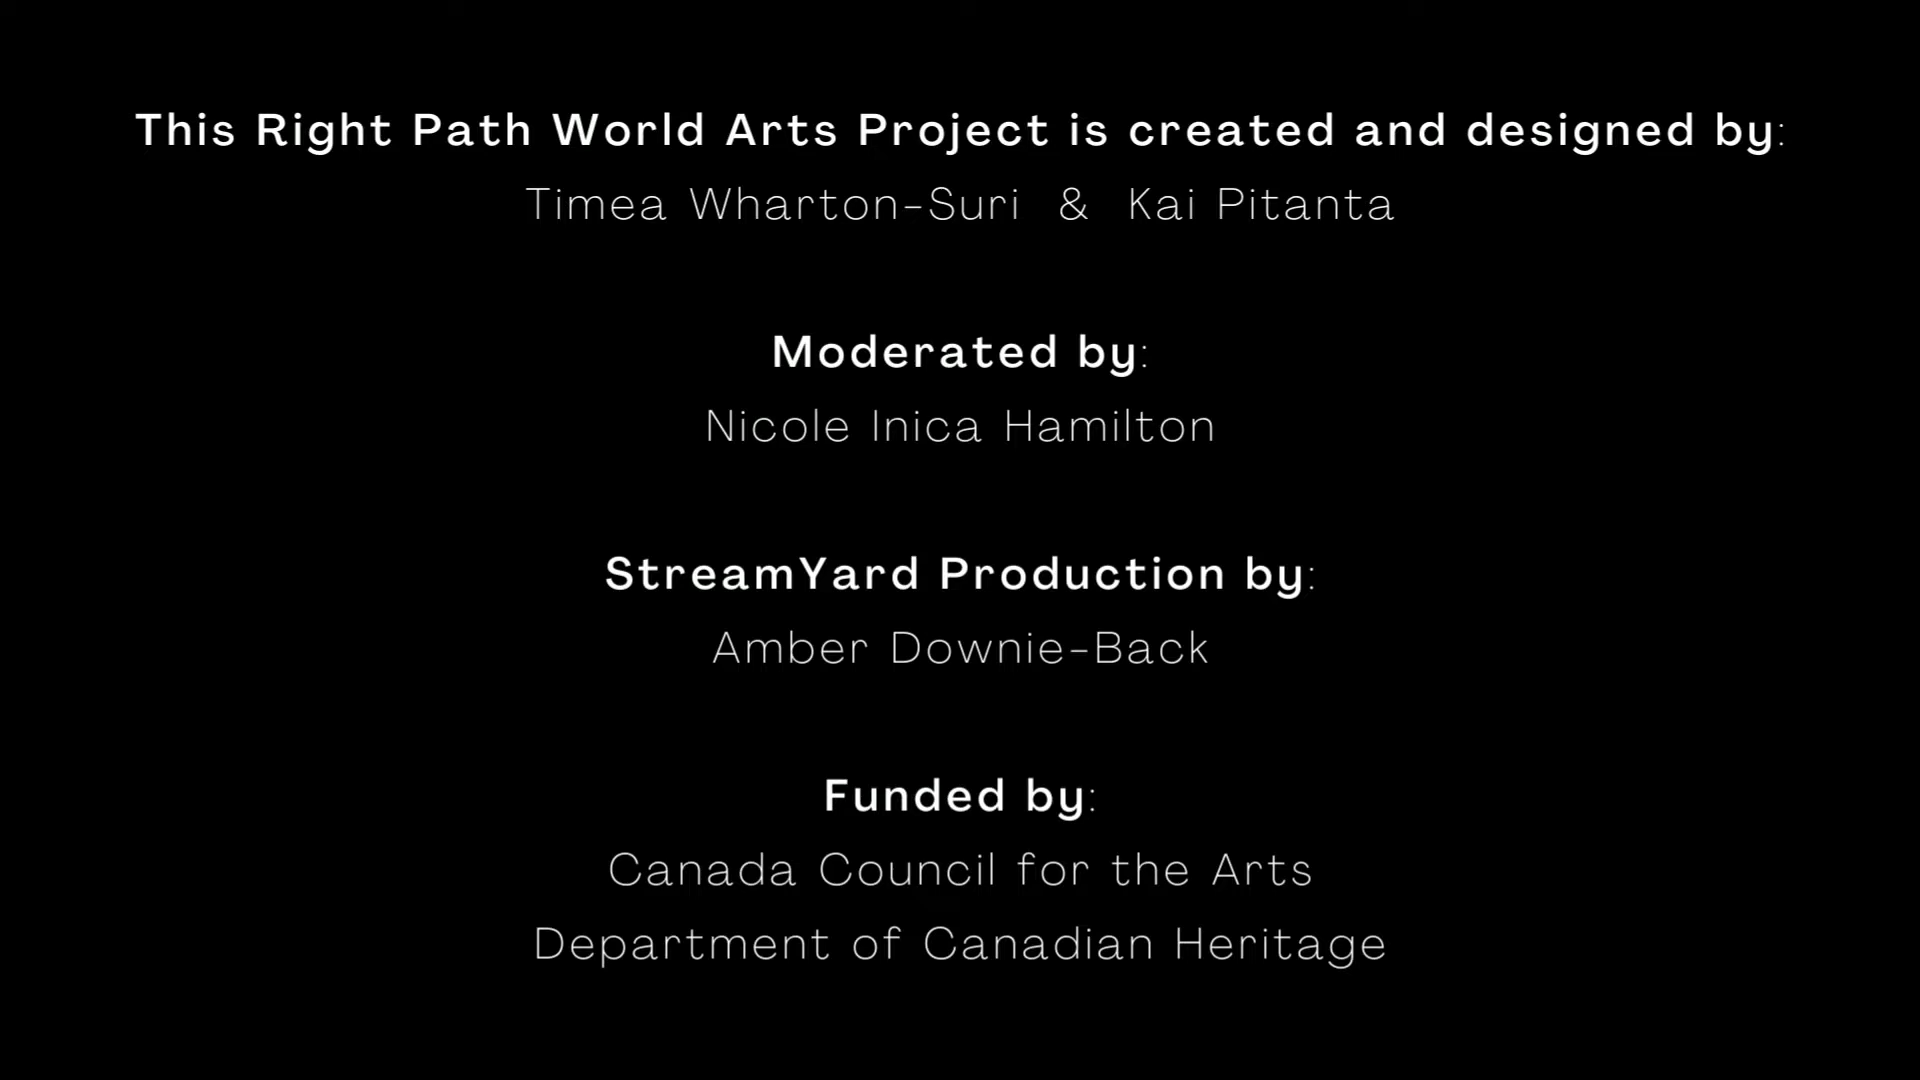 This Right Path World Arts Project is created and designed by:
Timea Wharton-Suri & Kai Pitanta
Moderated by:
Nicole Inica Hamilton
StreamYard Production by:
Amber Downie-Back
Funded by:
Canada Council for the Arts
Department of Canadian Heritage